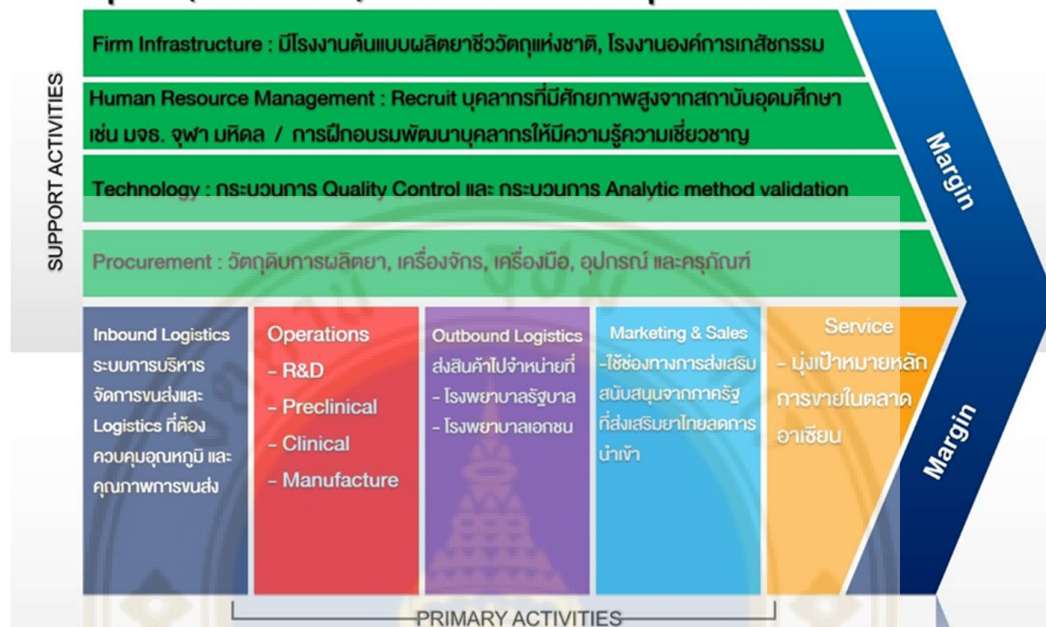 Firm Infrastructure : มีโรงงานต้นแบบผลิตยาชีววัตถุแห่งชาติ, โรงงานองค์การเภสัชกรรม
Human Resource Management : Recruit บุคลากรที่มีศักยภาพสูงจากสถาบันอุดมศึกษา
เช่น มจธ. จุฬา มหิดล / การฝึกอบรมพัฒนาบุคลากรให้มีความรู้ความเชี่ยวชาญ
Technology : กระบวนการ Quality Control และ กระบวนการ Analytic method validation
Procurement : วัตถุดิบการผลิตยา, เครื่องจักร, เครื่องมือ, อุปกรณ์ และครุภัณฑ์
SUPPORT ACTIVITIES
Margin
Inbound Logistics
ระบบการบริหาร
จัดการขนส่งและ
Logistics ที่ต้อง
ควบคุมอุณหภูมิ และ
คุณภาพการขนส่ง
Operations
- R&D
- Preclinical
- Clinical
- Manufacture
Outbound Logistics
ส่งสินค้าไปจำหน่ายที่
- โรงพยาบาลรัฐบาล
- โรงพยาบาลเอกชน
Marketing & Sales
-ใช้ช่องทางการส่งเสริม
สนับสนุนจากภาครัฐ
ที่ส่งเสริมยาไทยลดการ
นำเข้า
Service
- มุ่งเป้าหมายหลัก
การขายในตลาด
อาเซียน
Margin
PRIMARY ACTIVITIES